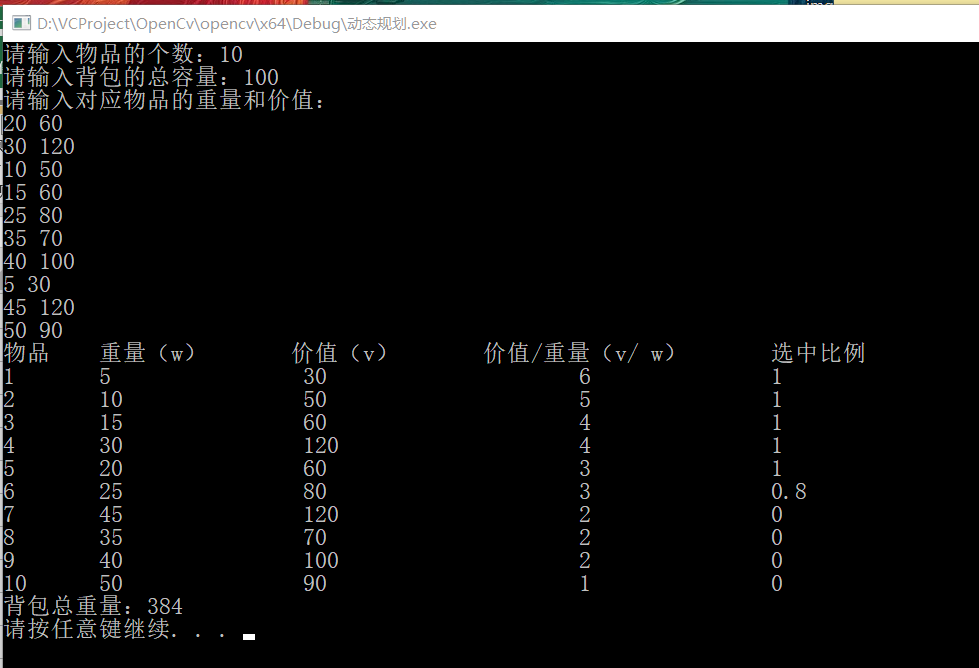 D:\VCProject\OpenCv\opencv\x64\Debug\动态规划.exe
请输入物品的个数：10
请输入背包的总容量：100
请输入对应物品的重量和价值：
20 60
30 120
10 50
15 60
25 80
35 70
40 100
5 30
45 120
50 90
物品 重量（w） 价值（v） 价值/重量（v/ w） 选中比例
1 5 30 6 1
2 10 50 5 1
3 15 60 4 1
4 30 120 4 1
5 20 60 3 1
6 25 80 3 0.8
7 45 120 2 0
8 35 70 2 0
9 40 100 2 0
10 50 90 1 0
背包总重量：384
请按任意键继续. . .